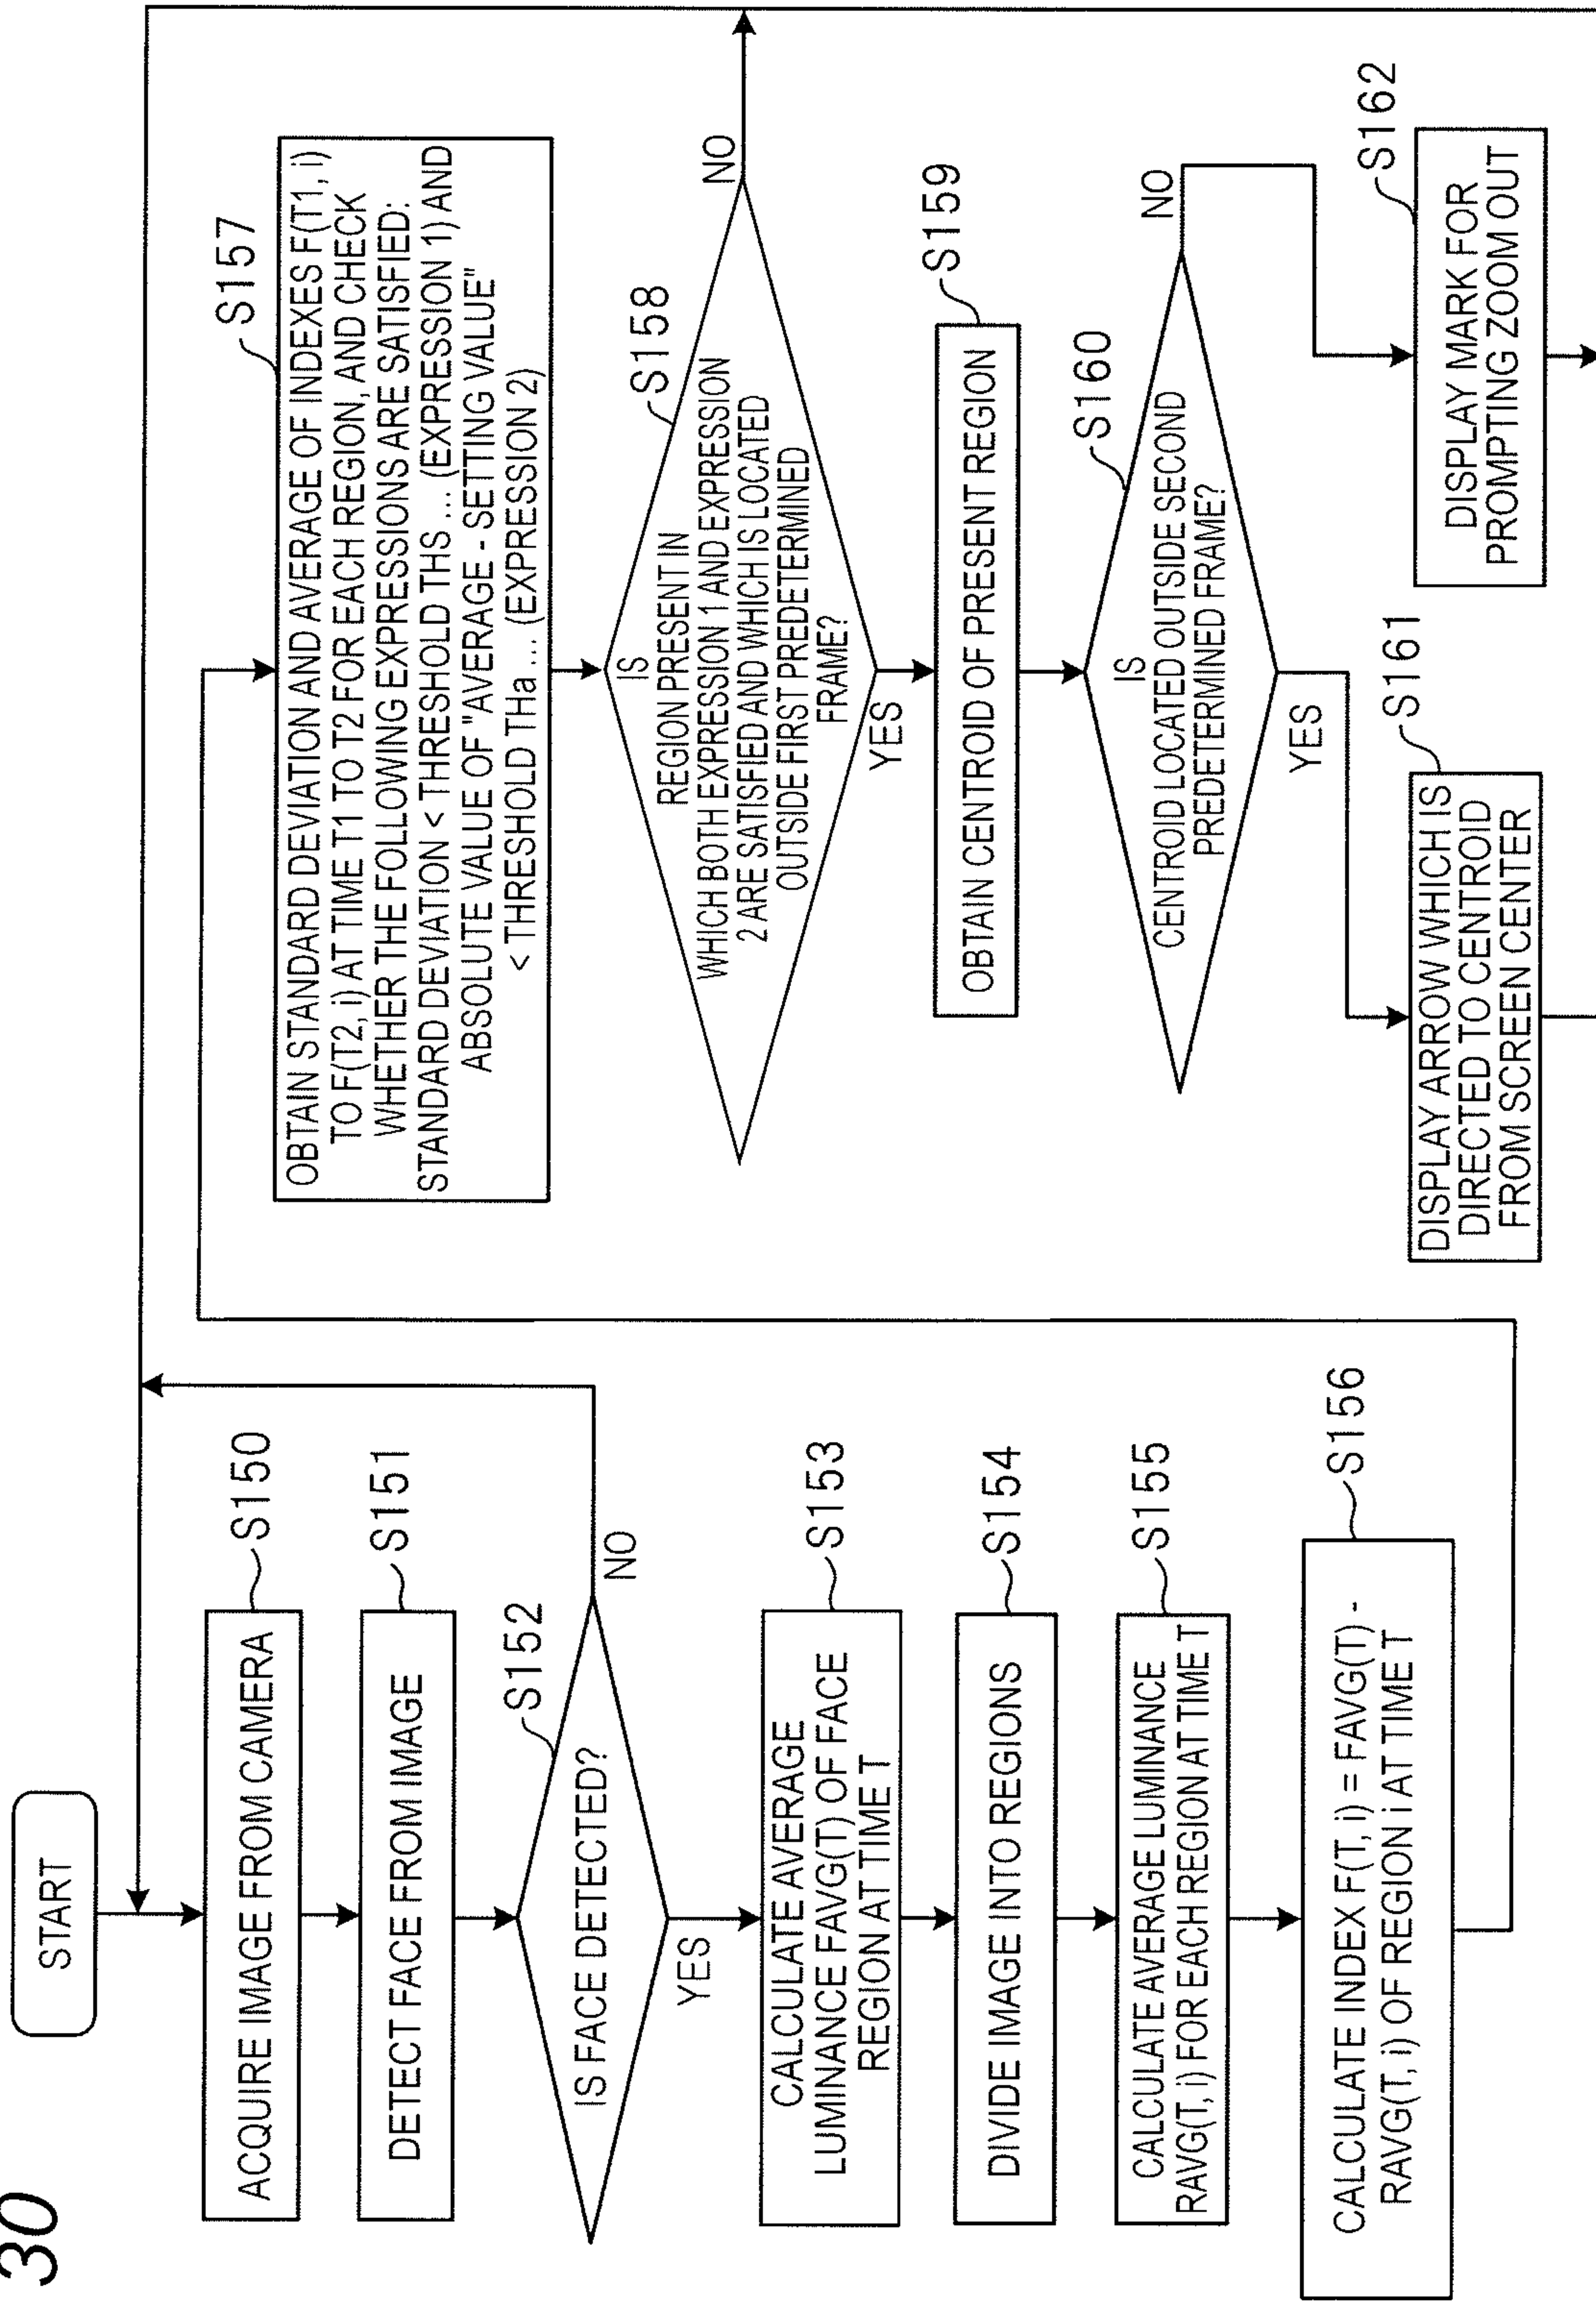 30
START
ACQUIRE IMAGE FROM CAMERA
S150
DETECT FACE FROM IMAGE
S151
IS FACE DETECTED?
S152
NO
YES
CALCULATE AVERAGE
LUMINANCE FAVG(T) OF FACE
REGION AT TIME T
S153
DIVIDE IMAGE INTO REGIONS
S154
CALCULATE AVERAGE LUMINANCE
RAVG(T, i) FOR EACH REGION AT TIME T
S155
CALCULATE INDEX F(T, i) = FAVG(T) -
RAVG(T, i) OF REGION i AT TIME T
S156
S157
OBTAIN STANDARD DEVIATION AND AVERAGE OF INDEXES F(T1, i)
TO F(T2, i) AT TIME T1 TO T2 FOR EACH REGION, AND CHECK
WHETHER THE FOLLOWING EXPRESSIONS ARE SATISFIED:
STANDARD DEVIATION < THRESHOLD THS ... (EXPRESSION 1) AND
ABSOLUTE VALUE OF "AVERAGE - SETTING VALUE"
< THRESHOLD THa ... (EXPRESSION 2)
S158
IS
REGION PRESENT IN
WHICH BOTH EXPRESSION 1 AND EXPRESSION
2 ARE SATISFIED AND WHICH IS LOCATED
OUTSIDE FIRST PREDETERMINED
FRAME?
NO
YES
S159
OBTAIN CENTROID OF PRESENT REGION
S160
IS
CENTROID LOCATED OUTSIDE SECOND
PREDETERMINED FRAME?
NO
YES
S161
DISPLAY ARROW WHICH IS
DIRECTED TO CENTROID
FROM SCREEN CENTER
S162
DISPLAY MARK FOR
PROMPTING ZOOM OUT